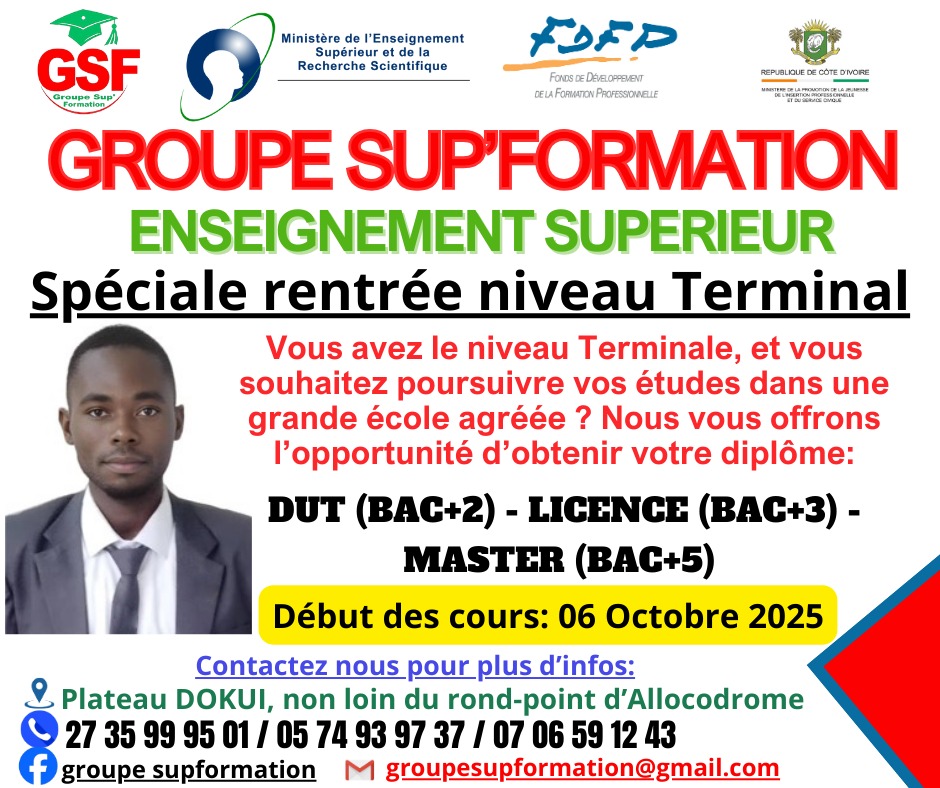 GSF
Groupe Sup'
Formation
Ministère de l'Enseignement
Supérieur et de la
Recherche Scientifique
FDFP
FONDS DE DÉVELOPPEMENT
DE LA FORMATION PROFESSIONNELLE
REPUBLIQUE DE CÔTE D'IVOIRE
MINISTERE DE LA PROMOTION DE LA JEUNESSE
DE L'INSERTION PROFESSIONNELLE
ET DU SERVICE CIVIQUE
GROUPE SUP'FORMATION
ENSEIGNEMENT SUPERIEUR
Spéciale rentrée niveau Terminal
Vous avez le niveau Terminale, et vous
souhaitez poursuivre vos études dans une
grande école agréée ? Nous vous offrons
l'opportunité d'obtenir votre diplôme:
DUT (BAC+2) - LICENCE (BAC+3) -
MASTER (BAC+5)
Début des cours: 06 Octobre 2025
Contactez nous pour plus d'infos:
Plateau DOKUI, non loin du rond-point d'Allocodrome
27 35 99 95 01 / 05 74 93 97 37 / 07 06 59 12 43
groupe supformation
groupesupformation@gmail.com